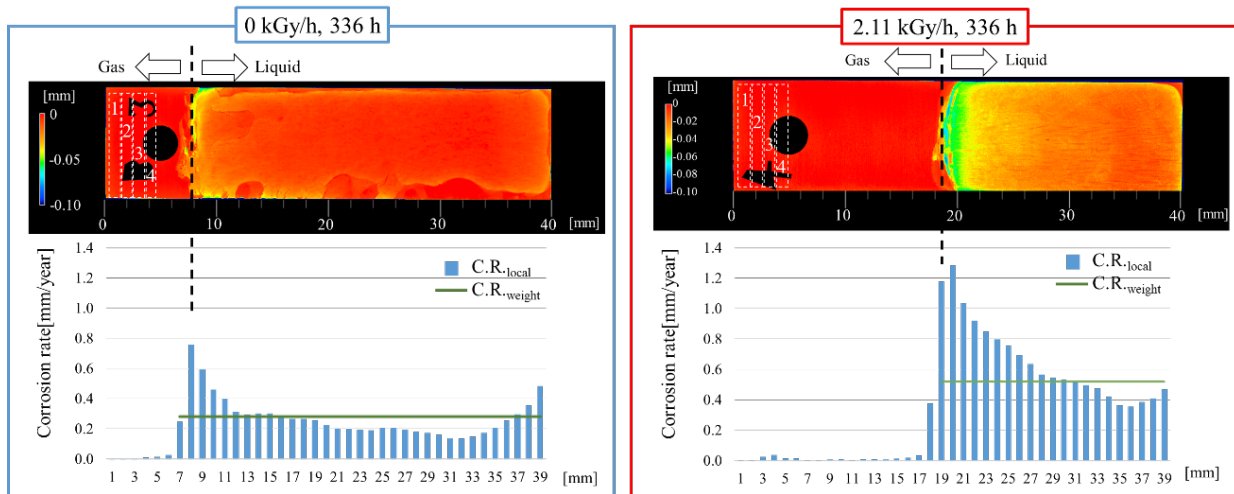 0 kGy/h, 336 h
Gas
Liquid
[mm]
0
-0.05
-0.10
1
2
3
4
3
0
10
20
30
40
[mm]
Corrosion rate[mm/year]
1.4
1.2
1.0
0.8
0.6
0.4
0.2
0.0
C.R.local
C.R.weight
1 3 5 7 9 11 13 15 17 19 21 23 25 27 29 31 33 35 37 39 [mm]
2.11 kGy/h, 336 h
Gas
Liquid
[mm]
0
-0.02
-0.04
-0.06
-0.08
-0.10
1
2
3
4
0
10
20
30
40
[mm]
Corrosion rate[mm/year]
1.4
1.2
1.0
0.8
0.6
0.4
0.2
0.0
C.R.local
C.R.weight
1 3 5 7 9 11 13 15 17 19 21 23 25 27 29 31 33 35 37 39 [mm]